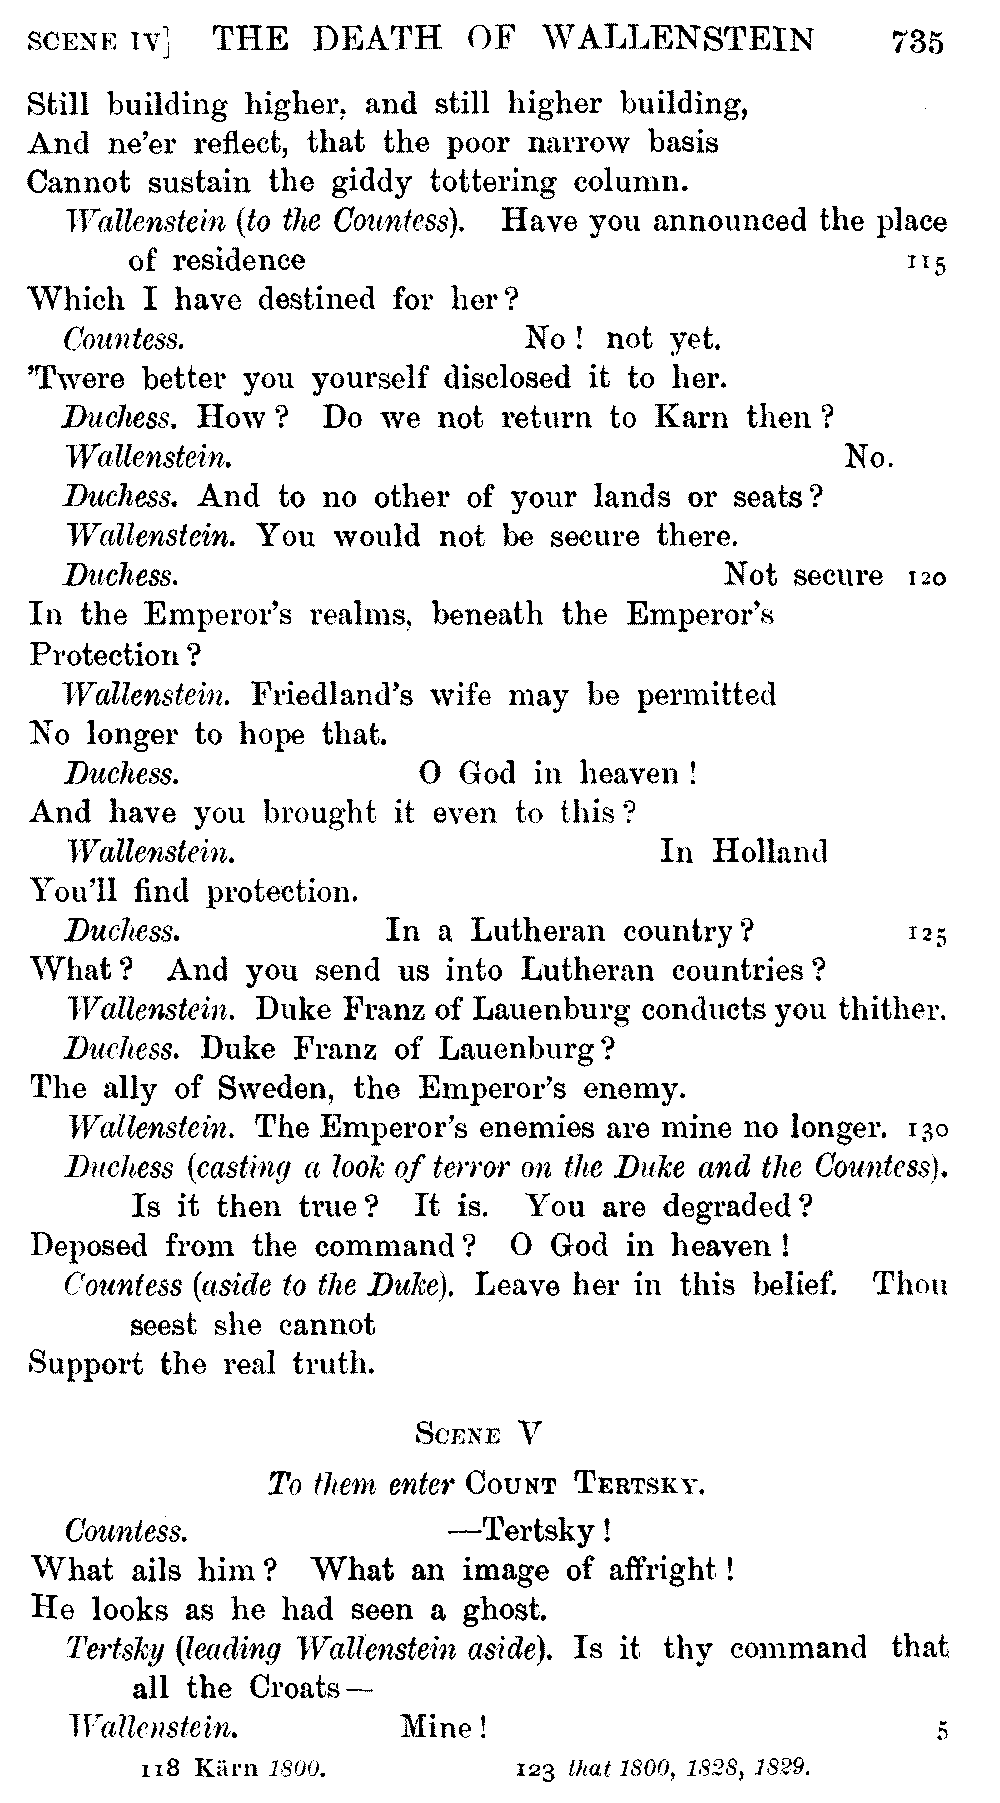 SCENE IV] THE DEATH OF WALLENSTEIN 735
Still building higher, and still higher building,
And ne'er reflect, that the poor narrow basis
Cannot sustain the giddy tottering column.
Wallenstein (to the Countess). Have you announced the place
of residence 115
Which I have destined for her?
Countess. No! not yet.
'Twere better you yourself disclosed it to her.
Duchess. How? Do we not return to Karn then?
Wallenstein. No.
Duchess. And to no other of your lands or seats?
Wallenstein. You would not be secure there.
Duchess. Not secure 120
In the Emperor's realms, beneath the Emperor's
Protection?
Wallenstein. Friedland's wife may be permitted
No longer to hope that.
Duchess. O God in heaven!
And have you brought it even to this?
Wallenstein. In Holland
You'll find protection.
Duchess. In a Lutheran country? 125
What? And you send us into Lutheran countries?
Wallenstein. Duke Franz of Lauenburg conducts you thither.
Duchess. Duke Franz of Lauenburg?
The ally of Sweden, the Emperor's enemy.
Wallenstein. The Emperor's enemies are mine no longer. 130
Duchess (casting a look of terror on the Duke and the Countess).
Is it then true? It is. You are degraded?
Deposed from the command? O God in heaven!
Countess (aside to the Duke). Leave her in this belief. Thou
seest she cannot
Support the real truth.
SCENE V
To them enter COUNT TERTSKY.
Countess. —Tertsky!
What ails him? What an image of affright!
He looks as he had seen a ghost.
Tertsky (leading Wallenstein aside). Is it thy command that
all the Croats—
Wallenstein. Mine! 5
118 Kärn 1800. 123 that 1800, 1828, 1829.